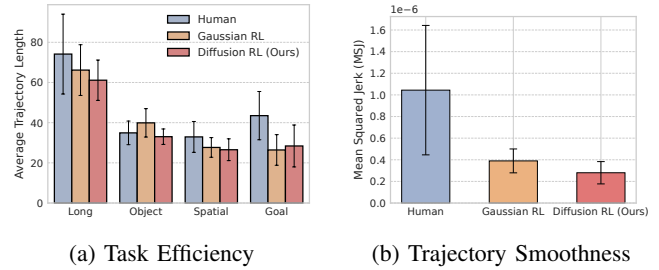 Average Trajectory Length
80
60
40
20
0
Human
Gaussian RL
Diffusion RL (Ours)
Long
Object
Spatial
Goal
(a) Task Efficiency
1e−6
Mean Squared Jerk (MSJ)
1.6
1.4
1.2
1.0
0.8
0.6
0.4
0.2
0.0
Human
Gaussian RL
Diffusion RL (Ours)
(b) Trajectory Smoothness